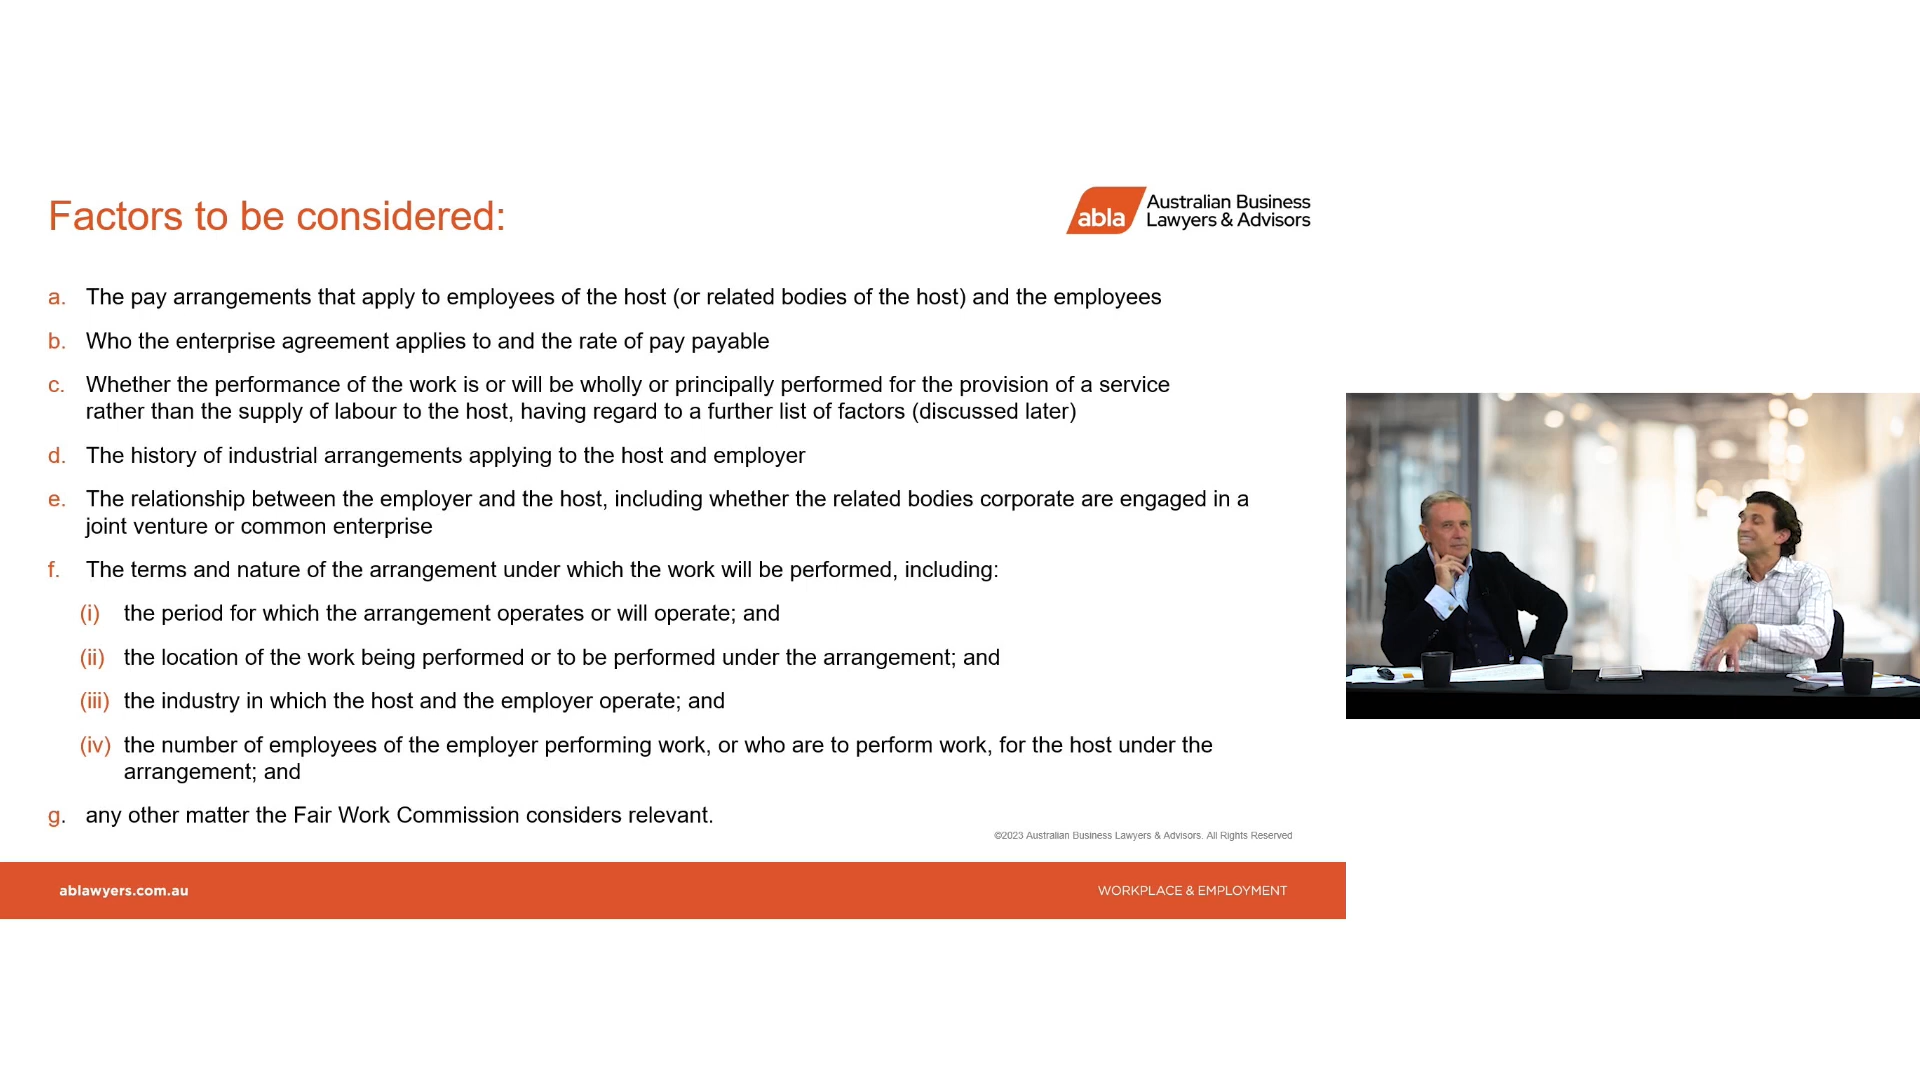 Factors to be considered:
abla
Australian Business
Lawyers & Advisors
a. The pay arrangements that apply to employees of the host (or related bodies of the host) and the employees
b. Who the enterprise agreement applies to and the rate of pay payable
c. Whether the performance of the work is or will be wholly or principally performed for the provision of a service
rather than the supply of labour to the host, having regard to a further list of factors (discussed later)
d. The history of industrial arrangements applying to the host and employer
e. The relationship between the employer and the host, including whether the related bodies corporate are engaged in a
joint venture or common enterprise
f. The terms and nature of the arrangement under which the work will be performed, including:
(i) the period for which the arrangement operates or will operate; and
(ii) the location of the work being performed or to be performed under the arrangement; and
(iii) the industry in which the host and the employer operate; and
(iv) the number of employees of the employer performing work, or who are to perform work, for the host under the
arrangement; and
g. any other matter the Fair Work Commission considers relevant.
©2023 Australian Business Lawyers & Advisors. All Rights Reserved
ablawyers.com.au
WORKPLACE & EMPLOYMENT